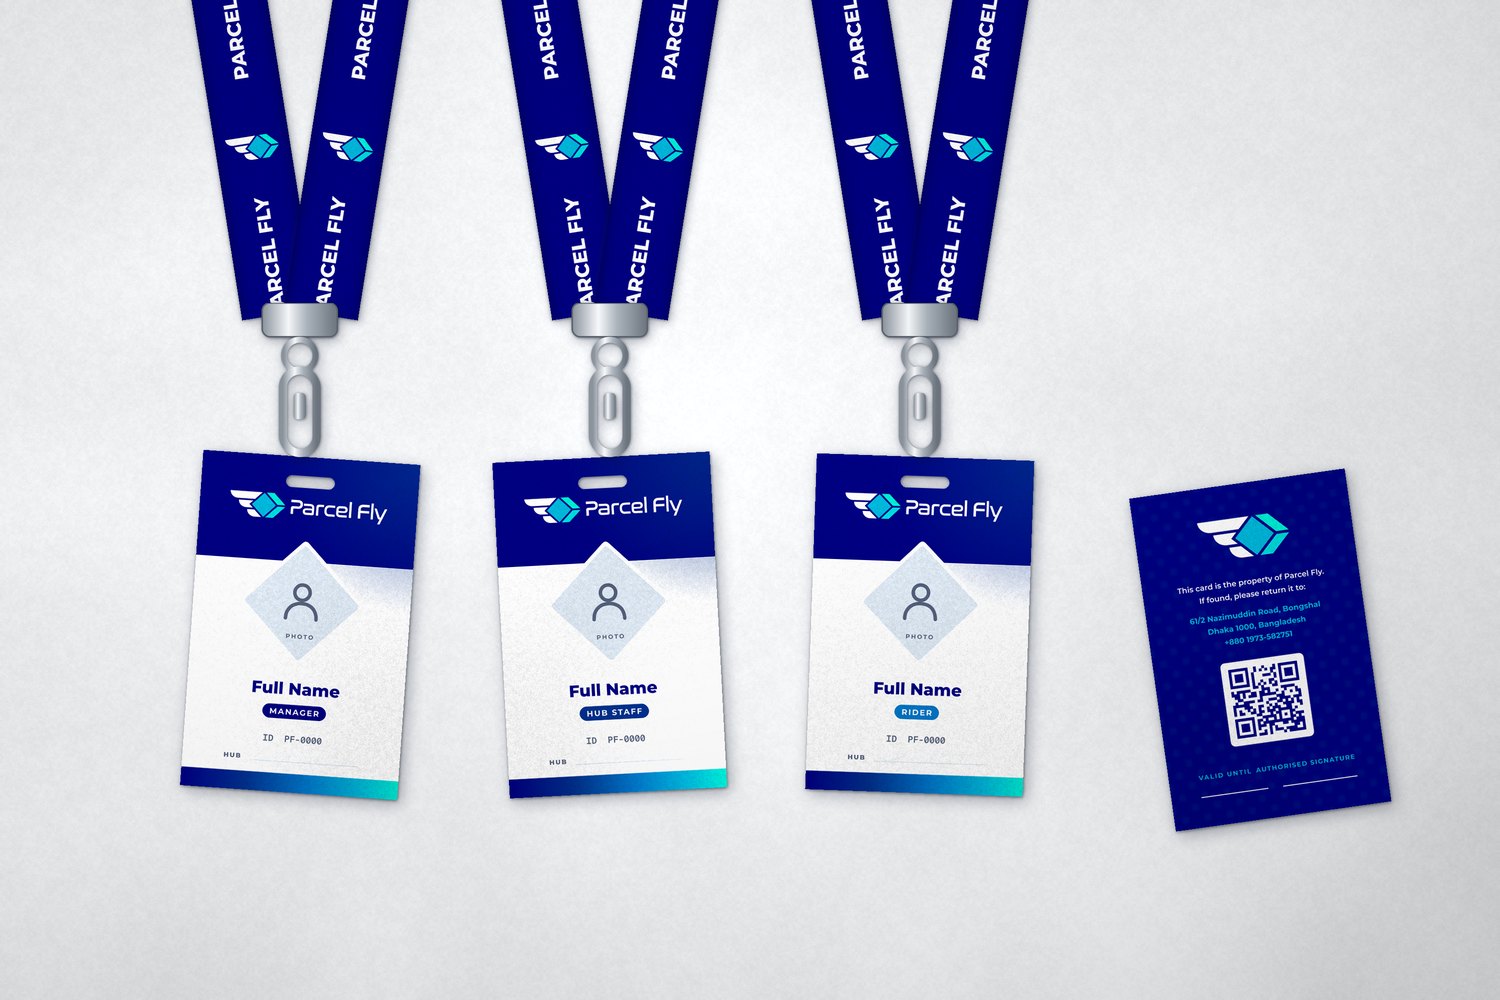 PARCEL
PARCEL
PARCEL
PARCEL
PARCEL
PARCEL
PARCEL FLY
PARCEL FLY
PARCEL FLY
PARCEL FLY
PARCEL FLY
PARCEL FLY
Parcel Fly
PHOTO
Full Name
MANAGER
ID PF-0000
HUB
Parcel Fly
PHOTO
Full Name
HUB STAFF
ID PF-0000
HUB
Parcel Fly
PHOTO
Full Name
RIDER
ID PF-0000
HUB
This card is the property of Parcel Fly.
If found, please return it to:
61/2 Nazimuddin Road, Bongshal
Dhaka 1000, Bangladesh
+880 1973-582751
VALID UNTIL AUTHORISED SIGNATURE